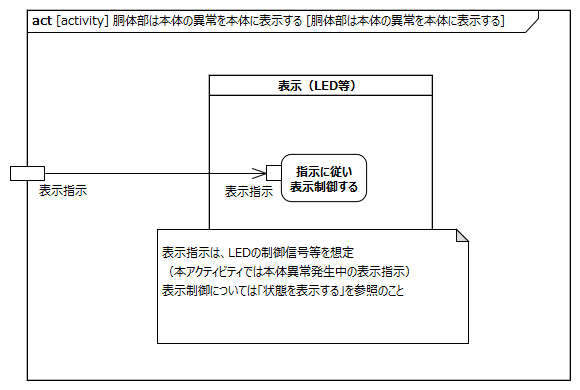 act [activity] 胴体部は本体の異常を本体に表示する [胴体部は本体の異常を本体に表示する]
表示（LED等）
指示に従い
表示制御する
表示指示
表示指示
表示指示は、LEDの制御信号等を想定
（本アクティビティでは本体異常発生中の表示指示）
表示制御については「状態を表示する」を参照のこと